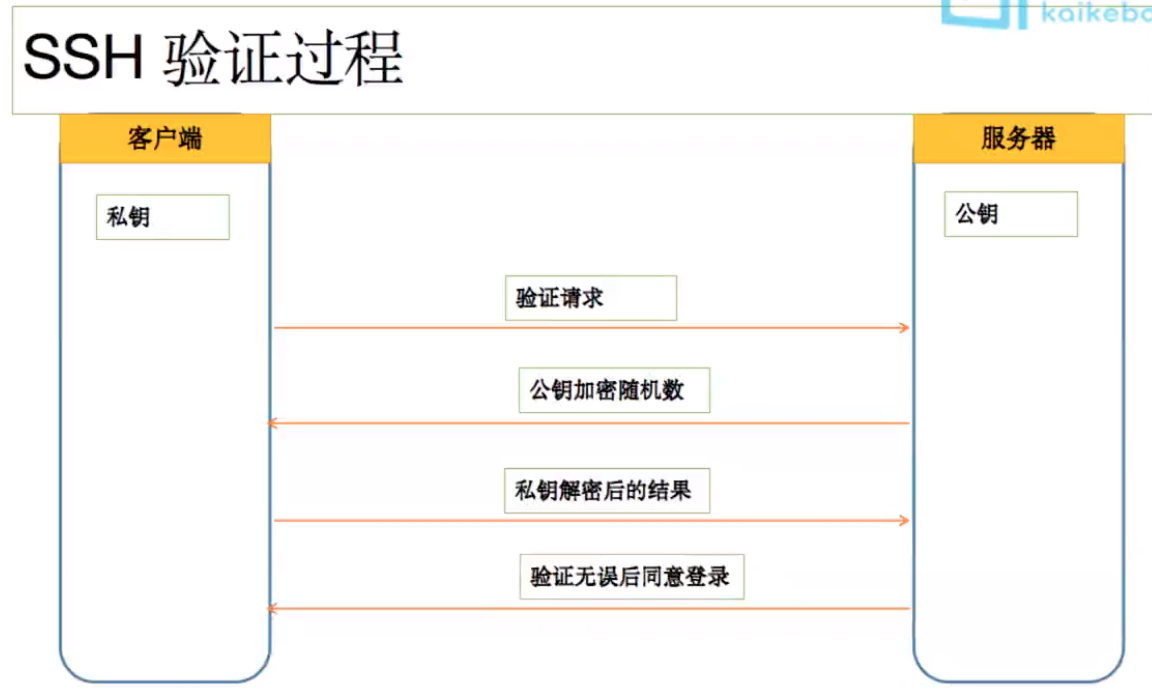 kaikeba
SSH 验证过程
客户端
服务器
私钥
公钥
验证请求
公钥加密随机数
私钥解密后的结果
验证无误后同意登录